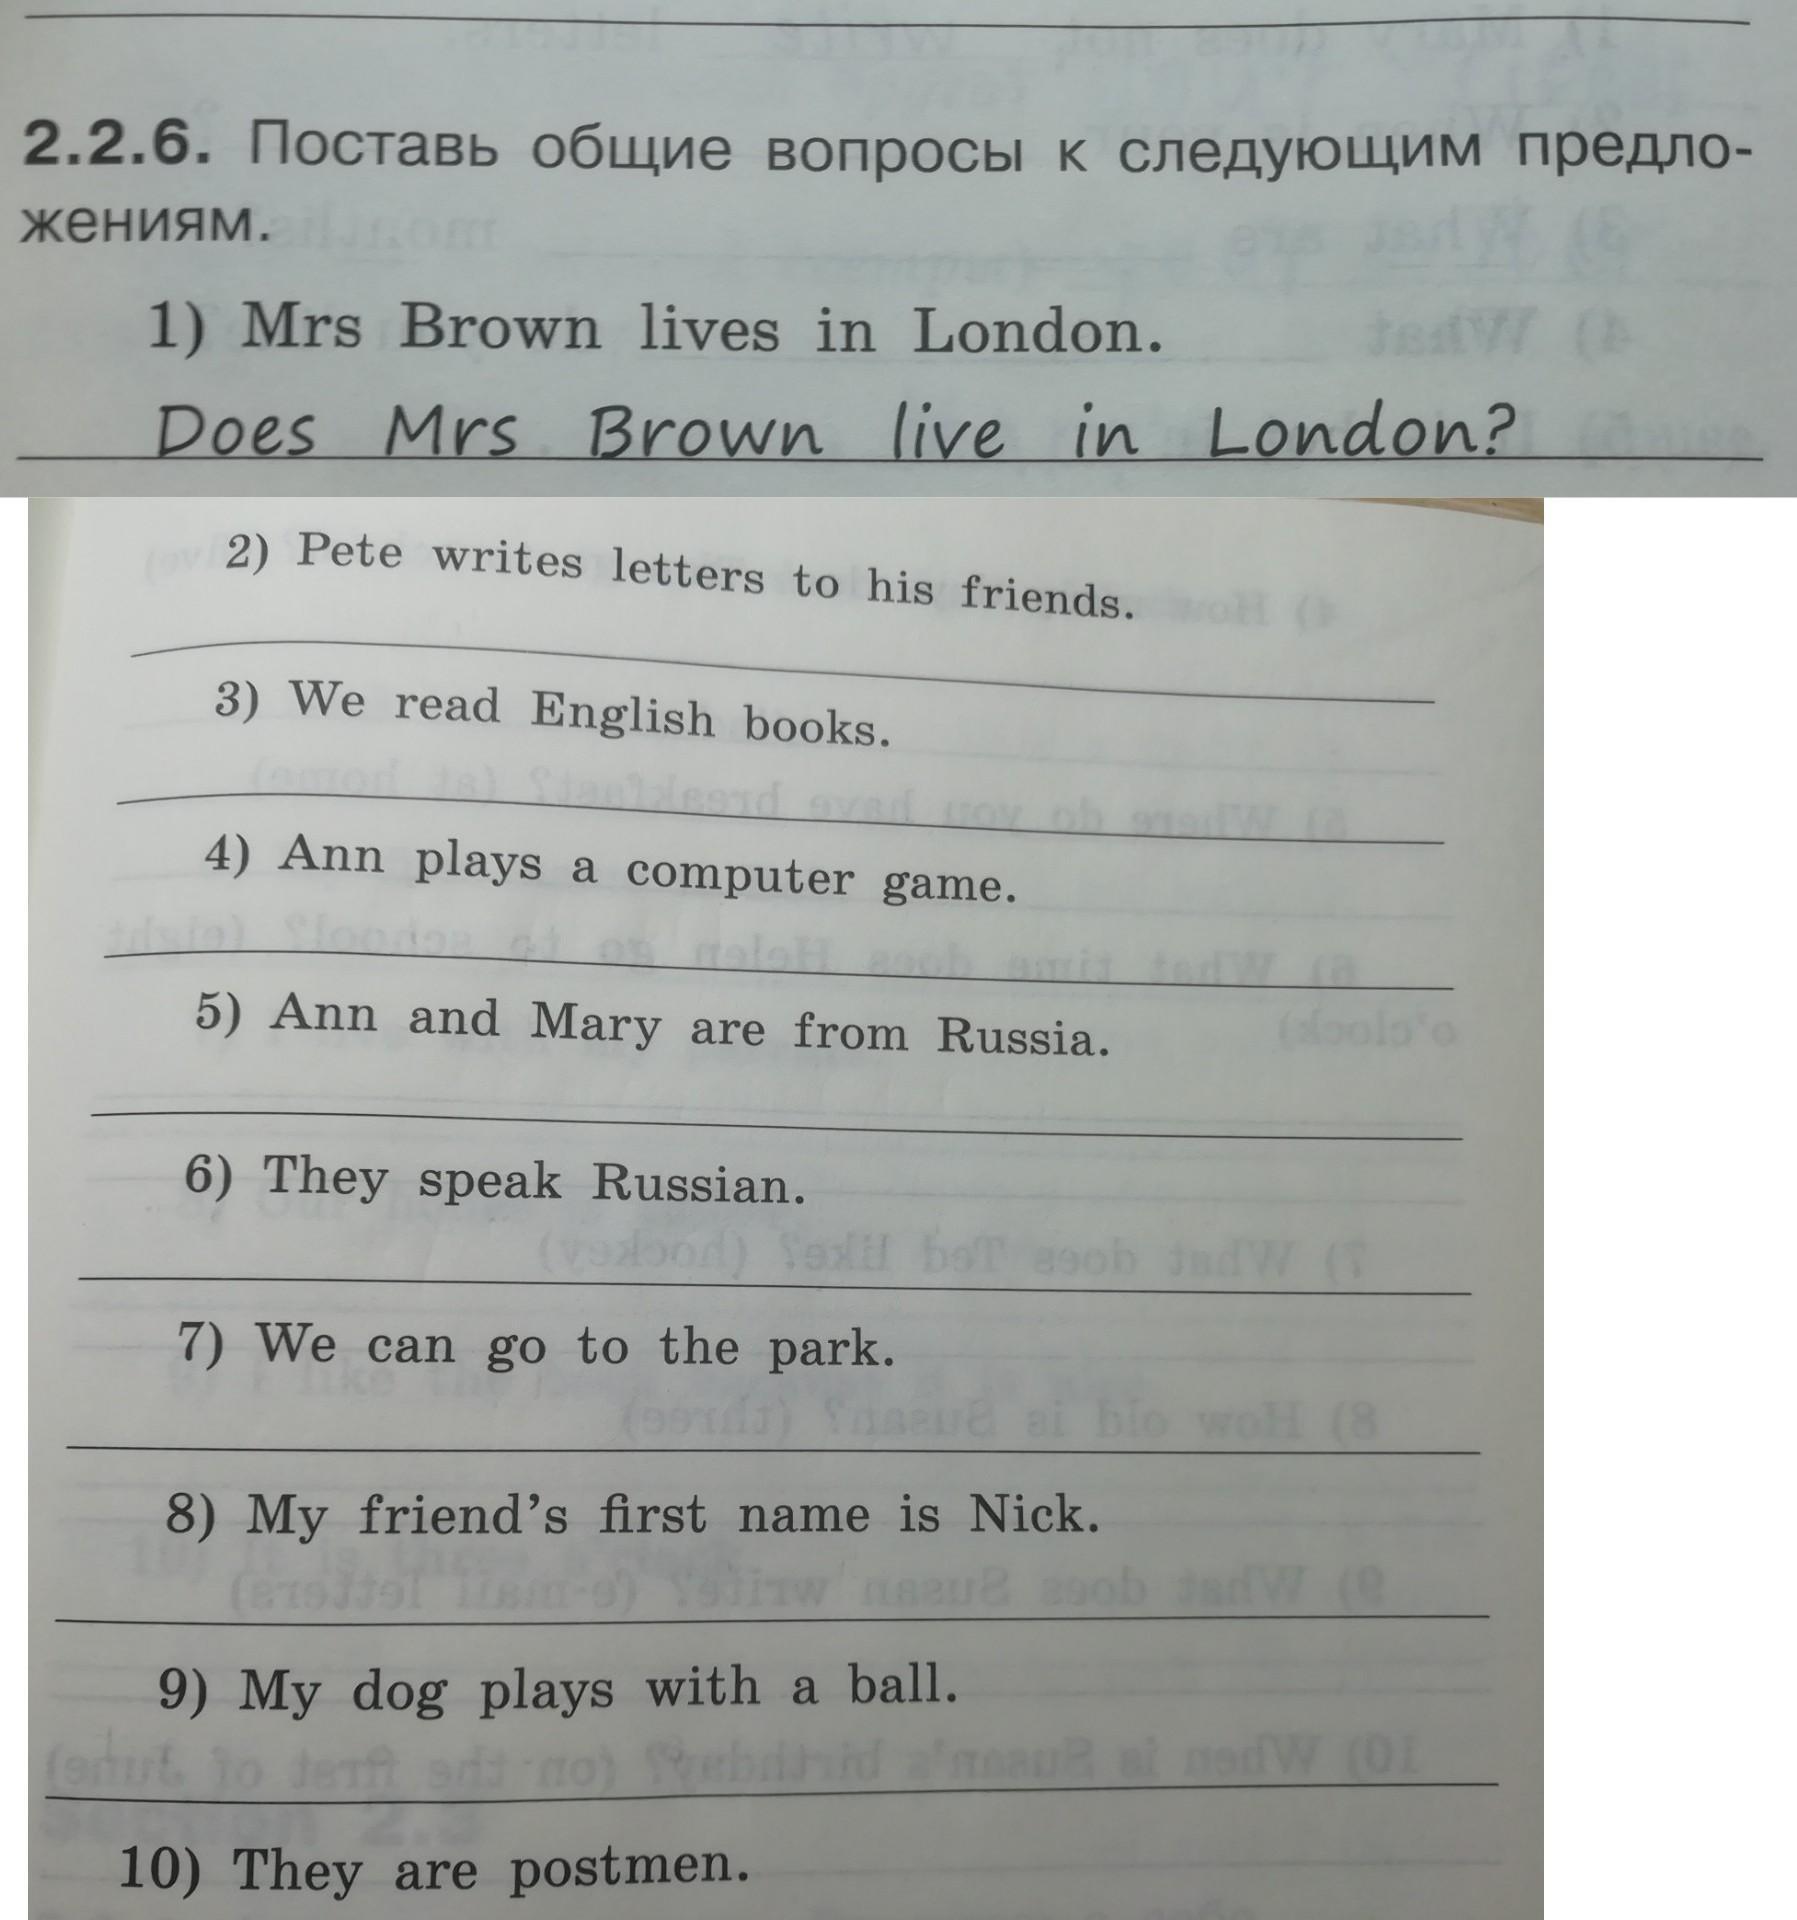 2.2.6. Поставь общие вопросы к следующим предло-
жениям.
1) Mrs Brown lives in London.
Does Mrs Brown live in London?
2) Pete writes letters to his friends.
3) We read English books.
4) Ann plays a computer game.
5) Ann and Mary are from Russia.
6) They speak Russian.
7) We can go to the park.
8) My friend's first name is Nick.
9) My dog plays with a ball.
10) They are postmen.